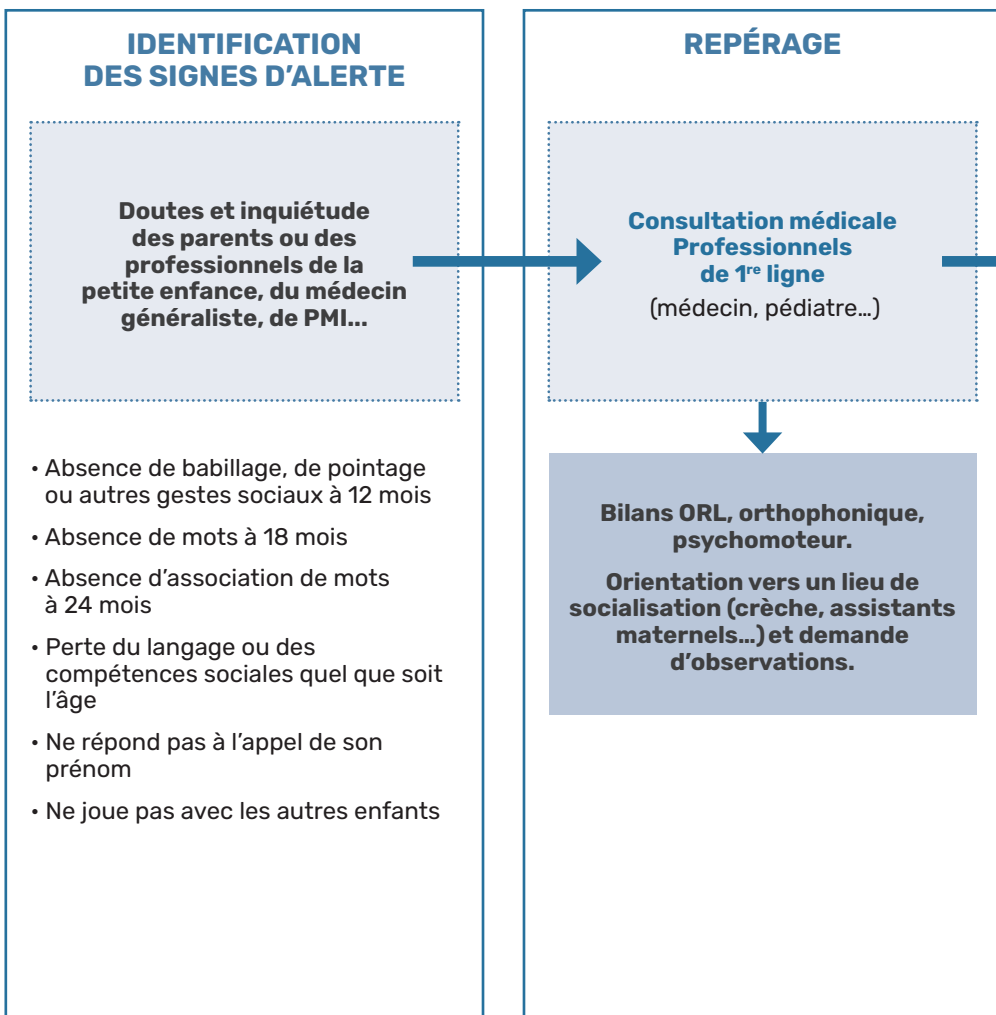 IDENTIFICATION
DES SIGNES D'ALERTE
Doutes et inquiétude
des parents ou des
professionnels de la
petite enfance, du médecin
généraliste, de PMI...
• Absence de babillage, de pointage
ou autres gestes sociaux à 12 mois
• Absence de mots à 18 mois
• Absence d'association de mots
à 24 mois
• Perte du langage ou des
compétences sociales quel que soit
l'âge
• Ne répond pas à l'appel de son
prénom
• Ne joue pas avec les autres enfants
REPÉRAGE
Consultation médicale
Professionnels
de 1re ligne
(médecin, pédiatre…)
Bilans ORL, orthophonique,
psychomoteur.
Orientation vers un lieu de
socialisation (crèche, assistants
maternels…) et demande
d'observations.